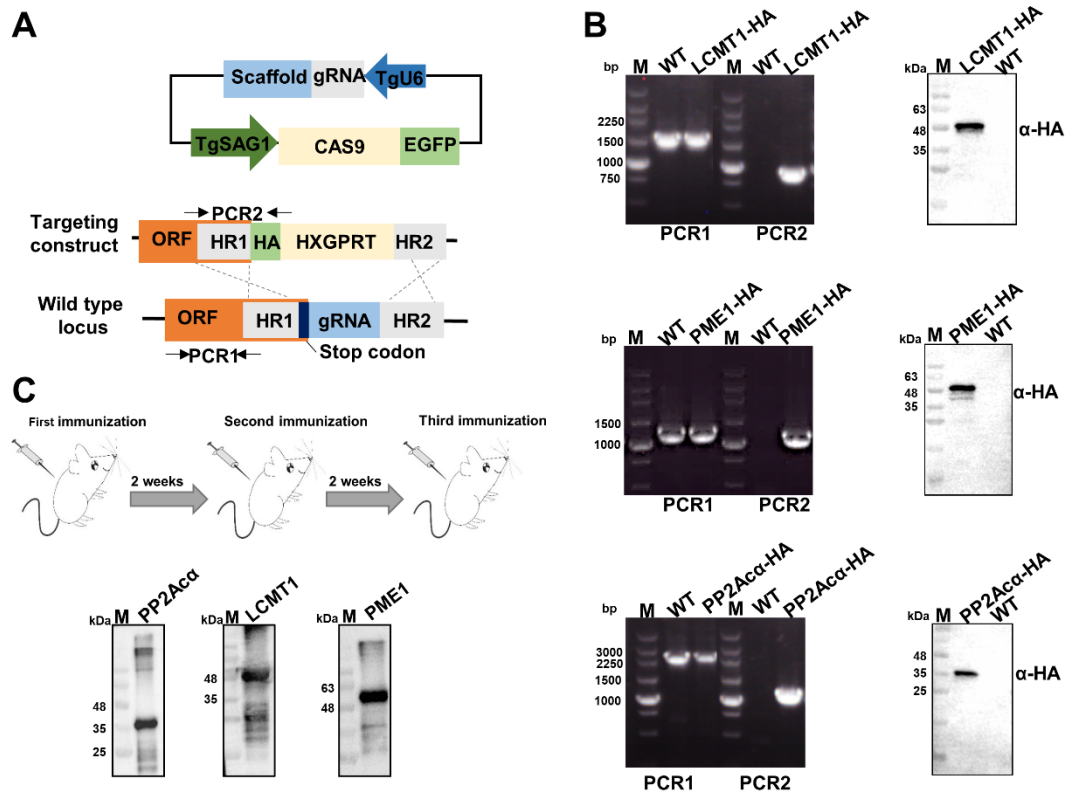 A
Scaffold gRNA TgU6
TgSAG1 CAS9 EGFP
PCR2
Targeting construct
ORF HR1 HA HXGPRT HR2
Wild type locus
ORF HR1 gRNA HR2
PCR1
Stop codon
B
bp M WT LCMT1-HA M WT LCMT1-HA
2250
1500
1000
750
PCR1 PCR2
kDa M LCMT1-HA WT
63
48
35
α-HA
bp M WT PME1-HA M WT PME1-HA
1500
1000
PCR1 PCR2
kDa M PME1-HA WT
63
48
35
α-HA
bp M WT PP2Acα-HA M WT PP2Acα-HA
3000
2250
1500
1000
PCR1 PCR2
kDa M PP2Acα-HA WT
48
35
25
α-HA
C
First immunization Second immunization Third immunization
2 weeks 2 weeks
kDa M PP2Acα
48
35
25
kDa M LCMT1
48
35
kDa M PME1
63
48